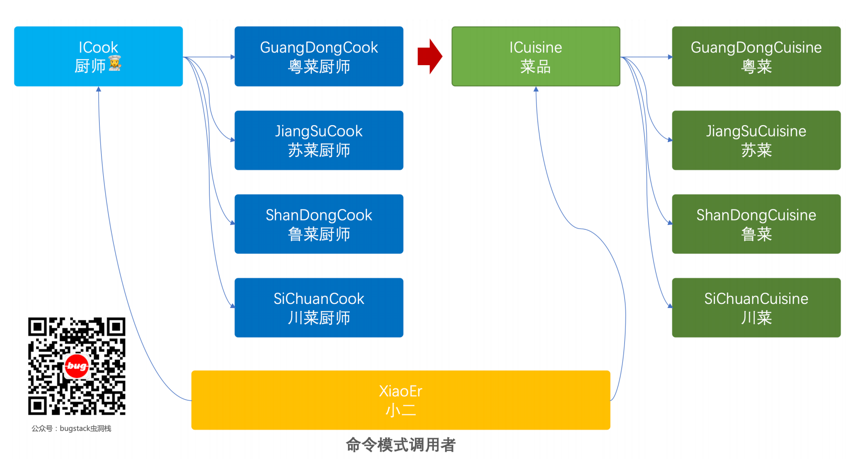 ICook
厨师
GuangDongCook
粤菜厨师
JiangSuCook
苏菜厨师
ShanDongCook
鲁菜厨师
SiChuanCook
川菜厨师
ICuisine
菜品
GuangDongCuisine
粤菜
JiangSuCuisine
苏菜
ShanDongCuisine
鲁菜
SiChuanCuisine
川菜
bug
公众号：bugstack虫洞栈
XiaoEr
小二
命令模式调用者